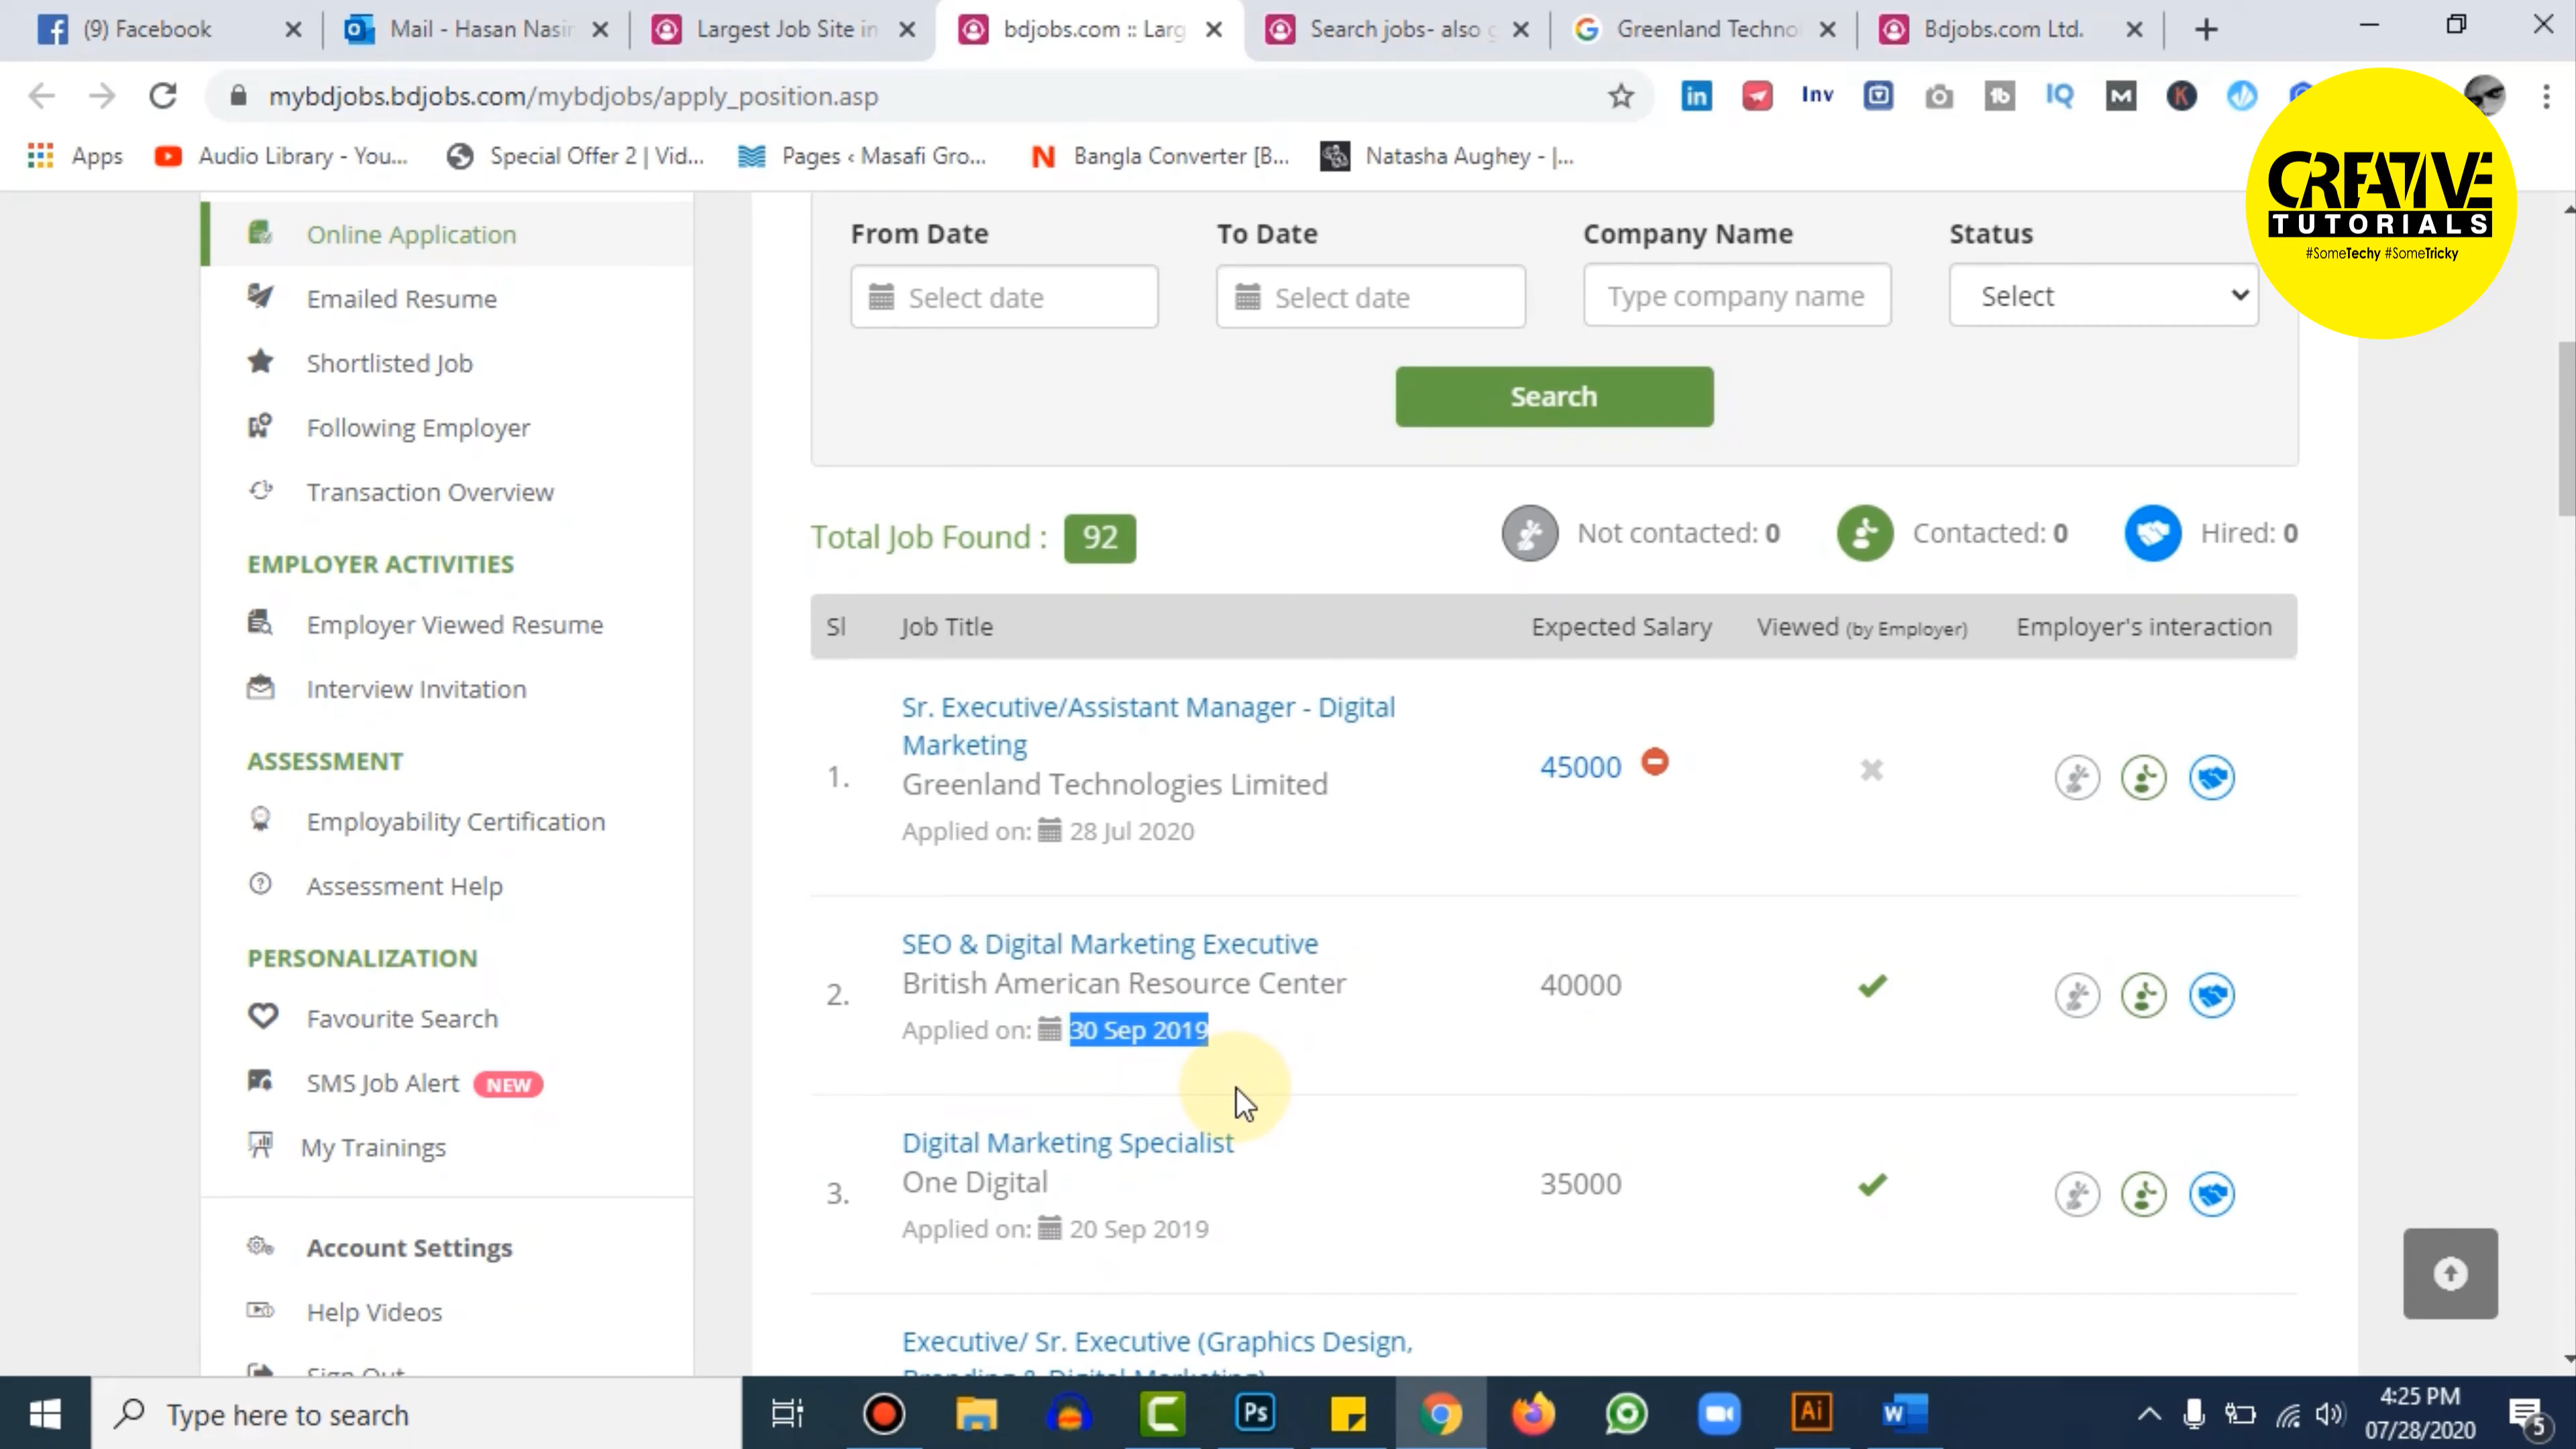 (9) Facebook
Mail - Hasan Nasir
Largest Job Site in
bdjobs.com :: Larg
Search jobs- also g
Greenland Technol
Bdjobs.com Ltd.
mybdjobs.bdjobs.com/mybdjobs/apply_position.asp
Inv
Apps
Audio Library - You...
Special Offer 2 | Vid...
Pages ‹ Masafi Gro...
Bangla Converter [B...
Natasha Aughey - |...
CREATIVE
TUTORIALS
#SomeTechy #SomeTricky
Online Application
Emailed Resume
Shortlisted Job
Following Employer
Transaction Overview
EMPLOYER ACTIVITIES
Employer Viewed Resume
Interview Invitation
ASSESSMENT
Employability Certification
Assessment Help
PERSONALIZATION
Favourite Search
SMS Job Alert NEW
My Trainings
Account Settings
Help Videos
Sign Out
From Date To Date Company Name Status
Select date Select date Type company name Select
Search
Total Job Found : 92 Not contacted: 0 Contacted: 0 Hired: 0
Sl Job Title Expected Salary Viewed (by Employer) Employer's interaction
1. Sr. Executive/Assistant Manager - Digital
Marketing
Greenland Technologies Limited 45000
Applied on: 28 Jul 2020
2. SEO & Digital Marketing Executive
British American Resource Center 40000
Applied on: 30 Sep 2019
3. Digital Marketing Specialist
One Digital 35000
Applied on: 20 Sep 2019
Executive/ Sr. Executive (Graphics Design,
Branding & Digital Marketing)
Type here to search
4:25 PM
07/28/2020
5